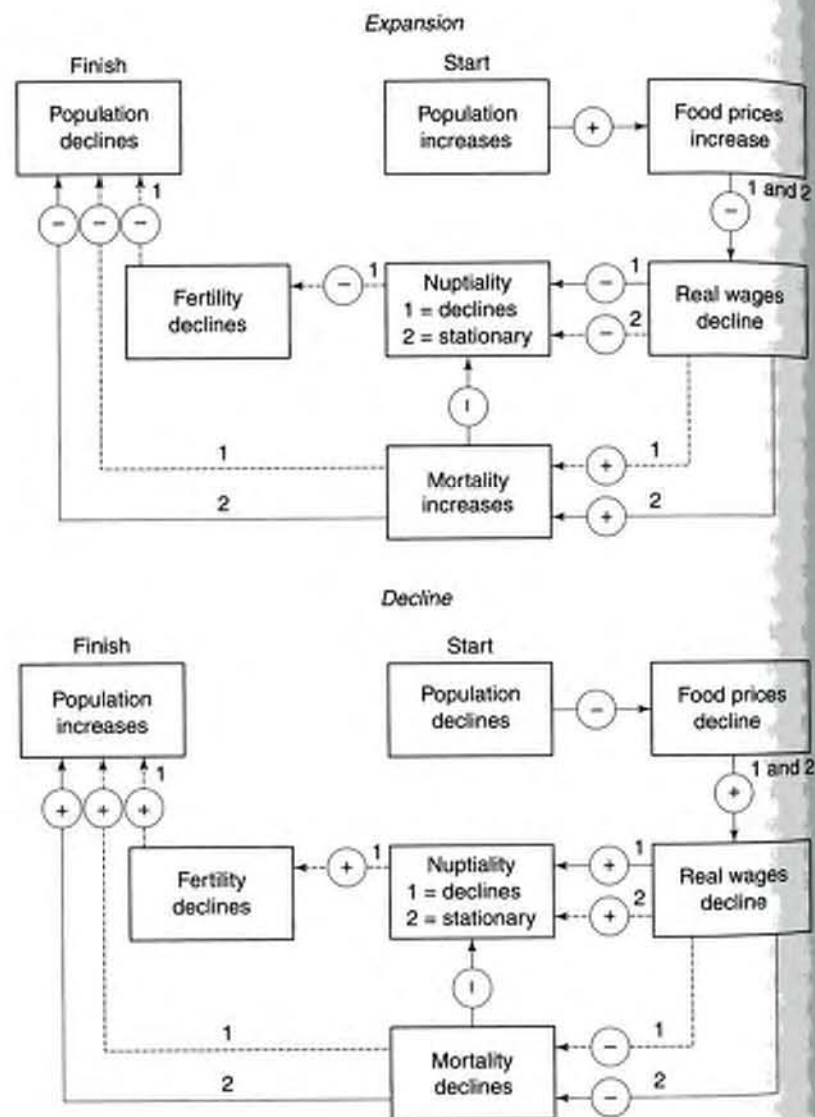 Expansion
Finish
Start
Population
declines
Population
increases
+
Food prices
increase
1 and 2
−
−
−
−
1
Fertility
declines
−
1
Nuptiality
1 = declines
2 = stationary
−
1
−
2
Real wages
decline
I
1
2
Mortality
increases
+
1
+
2
Decline
Finish
Start
Population
increases
Population
declines
−
Food prices
decline
1 and 2
+
+
+
+
1
Fertility
declines
+
1
Nuptiality
1 = declines
2 = stationary
+
1
+
2
Real wages
decline
I
1
2
Mortality
declines
−
1
−
2